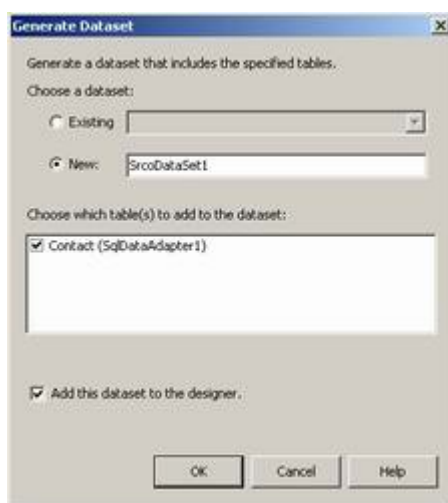 Generate Dataset
Generate a dataset that includes the specified tables.
Choose a dataset:
Existing
New: SrcoDataSet1
Choose which table(s) to add to the dataset:
Contact (SqlDataAdapter1)
Add this dataset to the designer.
OK Cancel Help